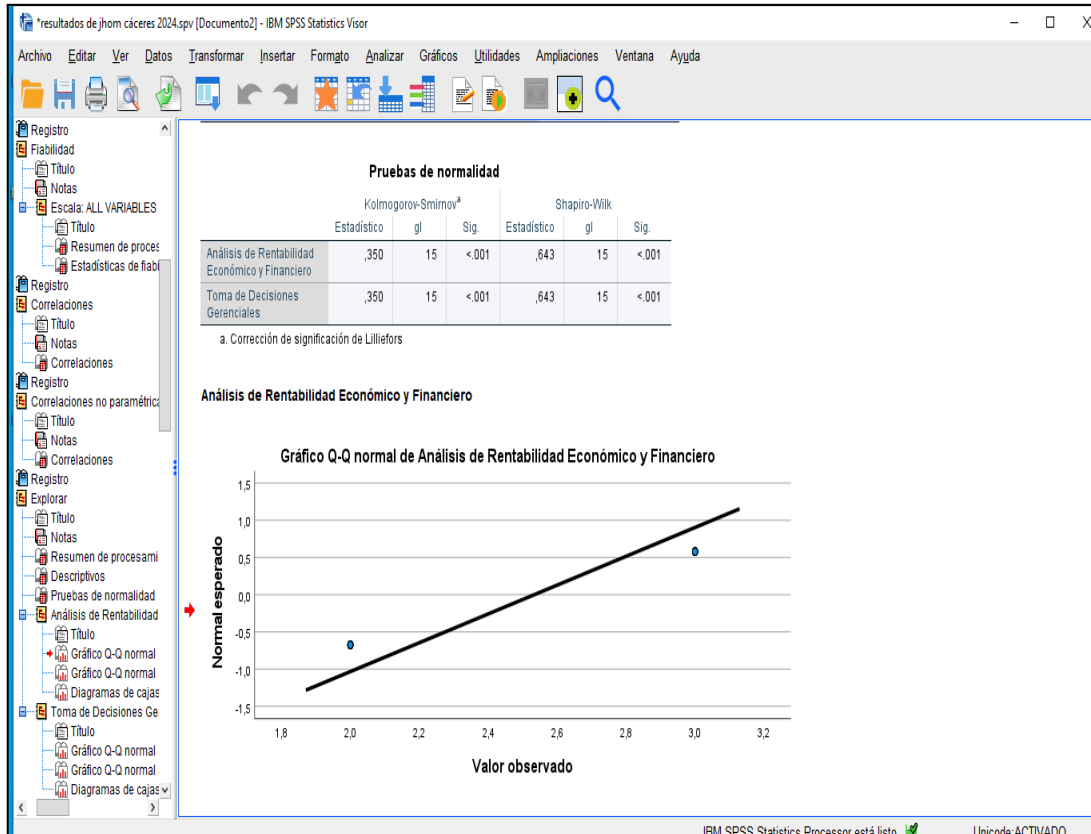 *resultados de jhom cáceres 2024.spv [Documento2] - IBM SPSS Statistics Visor
Archivo Editar Ver Datos Transformar Insertar Formato Analizar Gráficos Utilidades Ampliaciones Ventana Ayuda
Registro
Fiabilidad
Título
Notas
Escala: ALL VARIABLES
Título
Resumen de proces
Estadísticas de fiabi
Registro
Correlaciones
Título
Notas
Correlaciones
Registro
Correlaciones no paramétrica
Título
Notas
Correlaciones
Registro
Explorar
Título
Notas
Resumen de procesami
Descriptivos
Pruebas de normalidad
Análisis de Rentabilidad
Título
Gráfico Q-Q normal
Gráfico Q-Q normal
Diagramas de cajas
Toma de Decisiones Ge
Título
Gráfico Q-Q normal
Gráfico Q-Q normal
Diagramas de cajas
Pruebas de normalidad
Kolmogorov-Smirnov^a Shapiro-Wilk
Estadístico gl Sig. Estadístico gl Sig.
Análisis de Rentabilidad
Económico y Financiero ,350 15 <.001 ,643 15 <.001
Toma de Decisiones
Gerenciales ,350 15 <.001 ,643 15 <.001
a. Corrección de significación de Lilliefors
Análisis de Rentabilidad Económico y Financiero
Gráfico Q-Q normal de Análisis de Rentabilidad Económico y Financiero
Normal esperado
1,5
1,0
0,5
0,0
-0,5
-1,0
-1,5
1,8 2,0 2,2 2,4 2,6 2,8 3,0 3,2
Valor observado
IBM SPSS Statistics Processor está listo Unicode:ACTIVADO